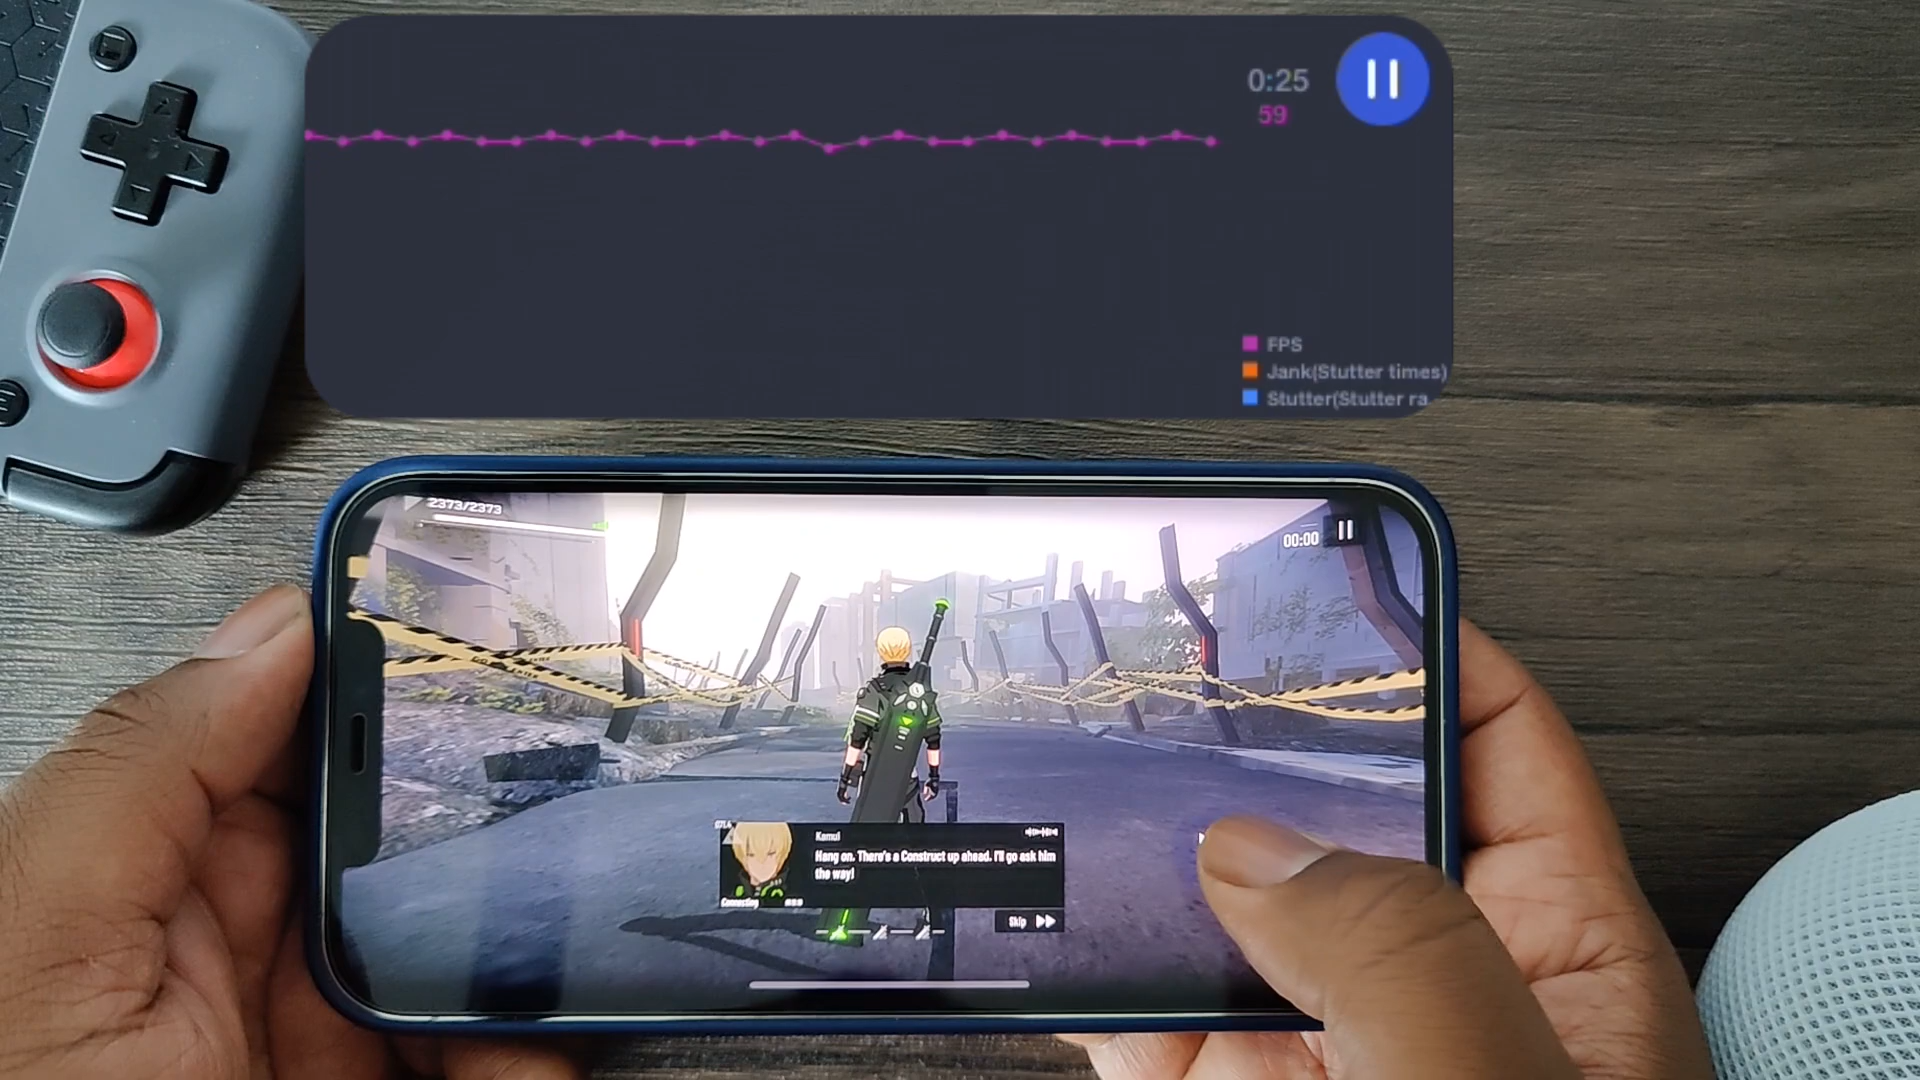 0:25
59
FPS
Jank(Stutter times)
Stutter(Stutter ra
2373/2373
00:00
Kamui
Hang on. There's a Construct up ahead. I'll go ask him
the way!
Connecting
Skip